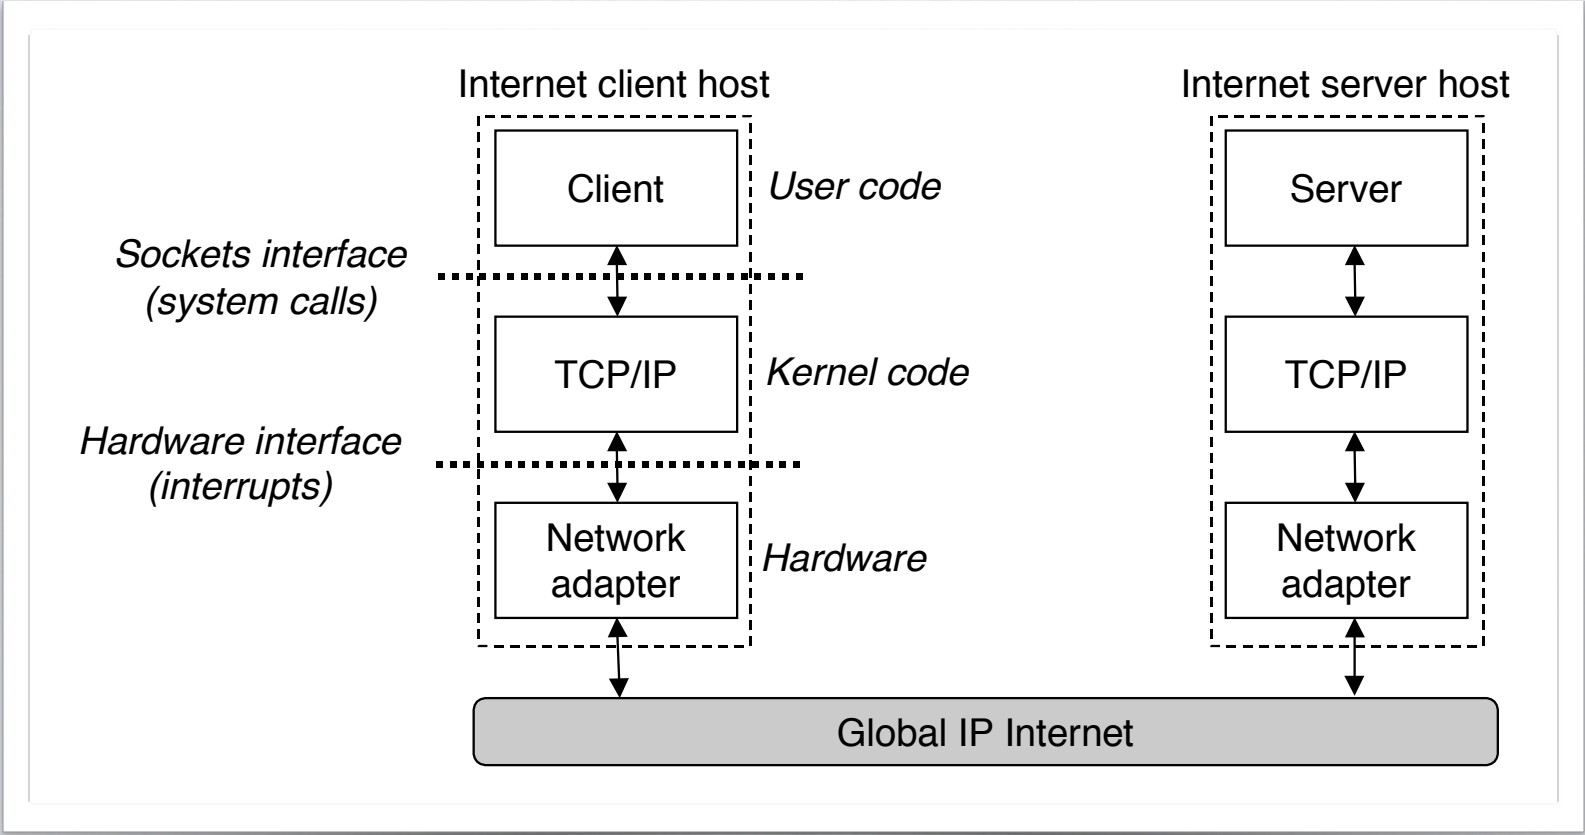 Internet client host
Internet server host
Client
User code
Server
Sockets interface
(system calls)
TCP/IP
Kernel code
TCP/IP
Hardware interface
(interrupts)
Network
adapter
Hardware
Network
adapter
Global IP Internet